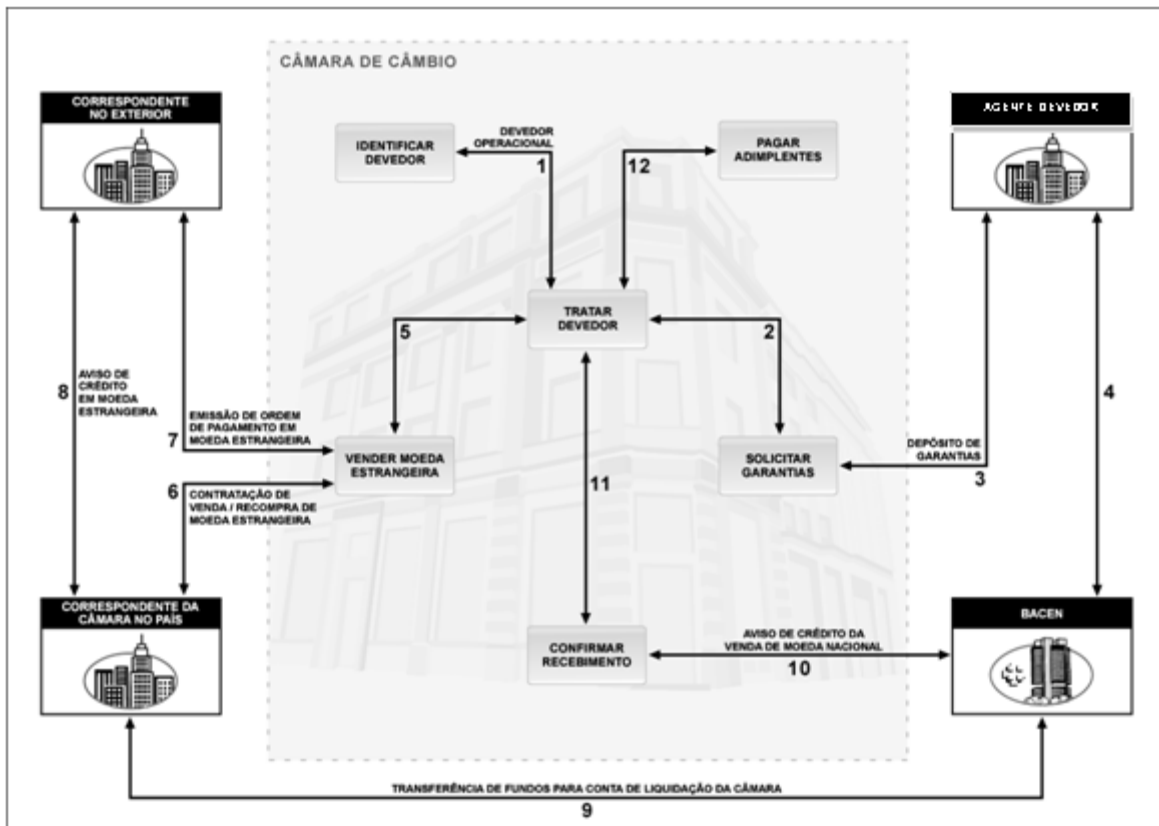 CÂMARA DE CÂMBIO
CORRESPONDENTE
NO EXTERIOR
AGENTE DEVEDOR
IDENTIFICAR
DEVEDOR
DEVEDOR
OPERACIONAL
1
12
PAGAR
ADIMPLENTES
TRATAR
DEVEDOR
5
2
8
AVISO DE
CRÉDITO
EM MOEDA
ESTRANGEIRA
4
7
EMISSÃO DE ORDEM
DE PAGAMENTO EM
MOEDA ESTRANGEIRA
VENDER MOEDA
ESTRANGEIRA
SOLICITAR
GARANTIAS
DEPÓSITO DE
GARANTIAS
3
6
CONTRATAÇÃO DE
VENDA / RECOMPRA DE
MOEDA ESTRANGEIRA
11
CORRESPONDENTE DA
CÂMARA NO PAÍS
CONFIRMAR
RECEBIMENTO
AVISO DE CRÉDITO DA
VENDA DE MOEDA NACIONAL
10
BACEN
TRANSFERÊNCIA DE FUNDOS PARA CONTA DE LIQUIDAÇÃO DA CÂMARA
9